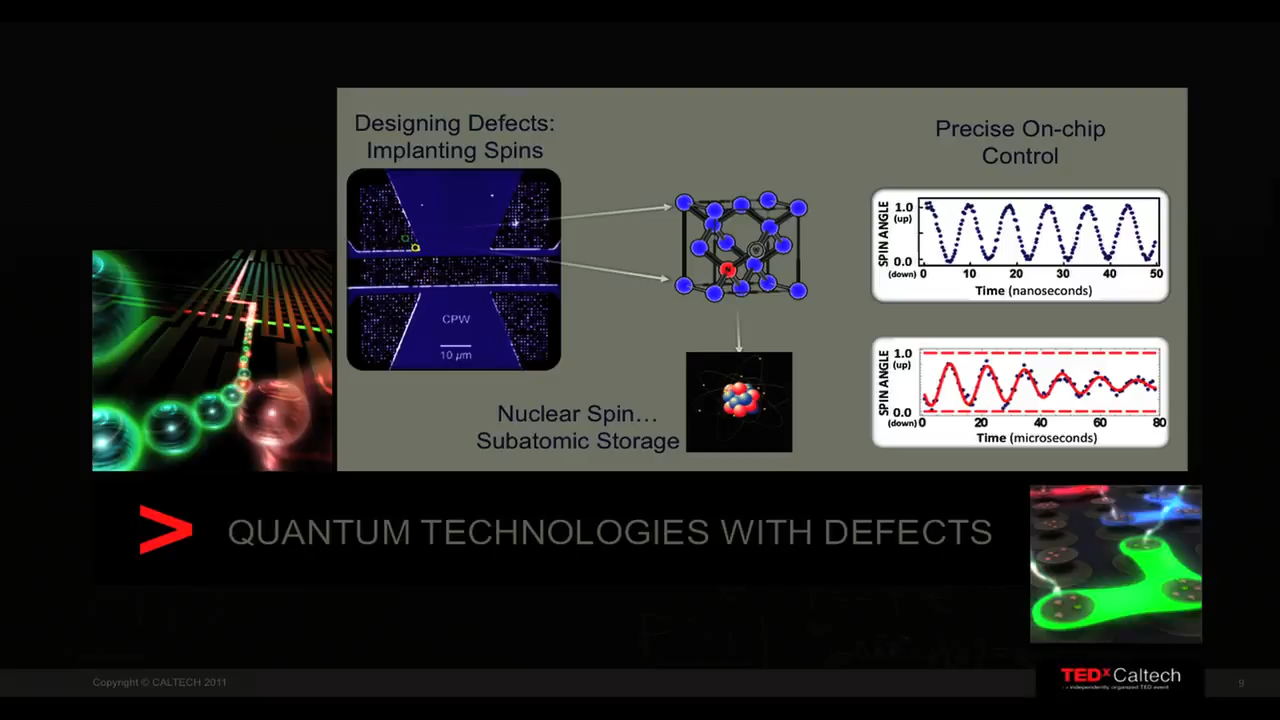 Designing Defects:
Implanting Spins
CPW
10 µm
Nuclear Spin...
Subatomic Storage
Precise On-chip
Control
SPIN ANGLE
1.0
(up)
0.0
(down)
0 10 20 30 40 50
Time (nanoseconds)
SPIN ANGLE
1.0
(up)
0.0
(down)
0 20 40 60 80
Time (microseconds)
> QUANTUM TECHNOLOGIES WITH DEFECTS
Copyright © CALTECH 2011
TEDxCaltech
x = independently organized TED event
9